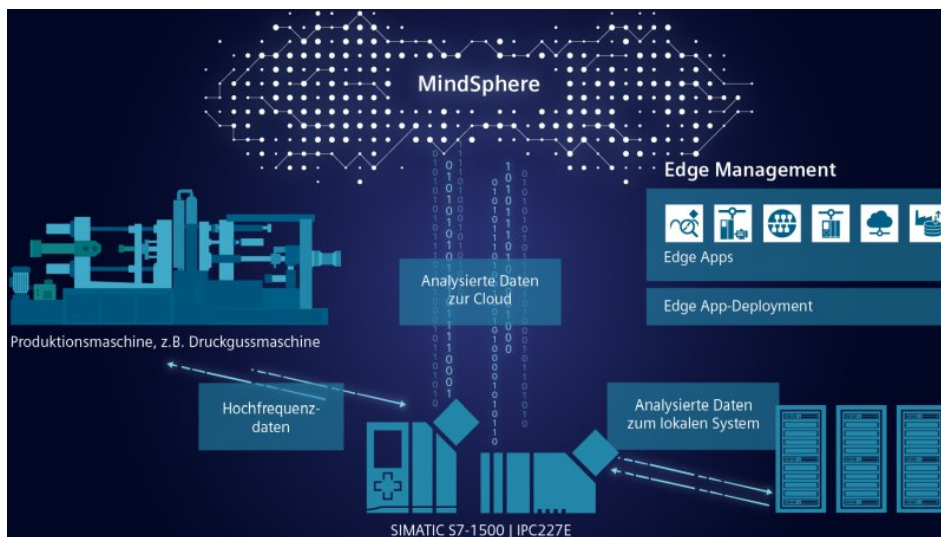 MindSphere
Edge Management
Edge Apps
Edge App-Deployment
Analysierte Daten
zur Cloud
Produktionsmaschine, z.B. Druckgussmaschine
Hochfrequenz-
daten
Analysierte Daten
zum lokalen System
SIMATIC S7-1500 | IPC227E